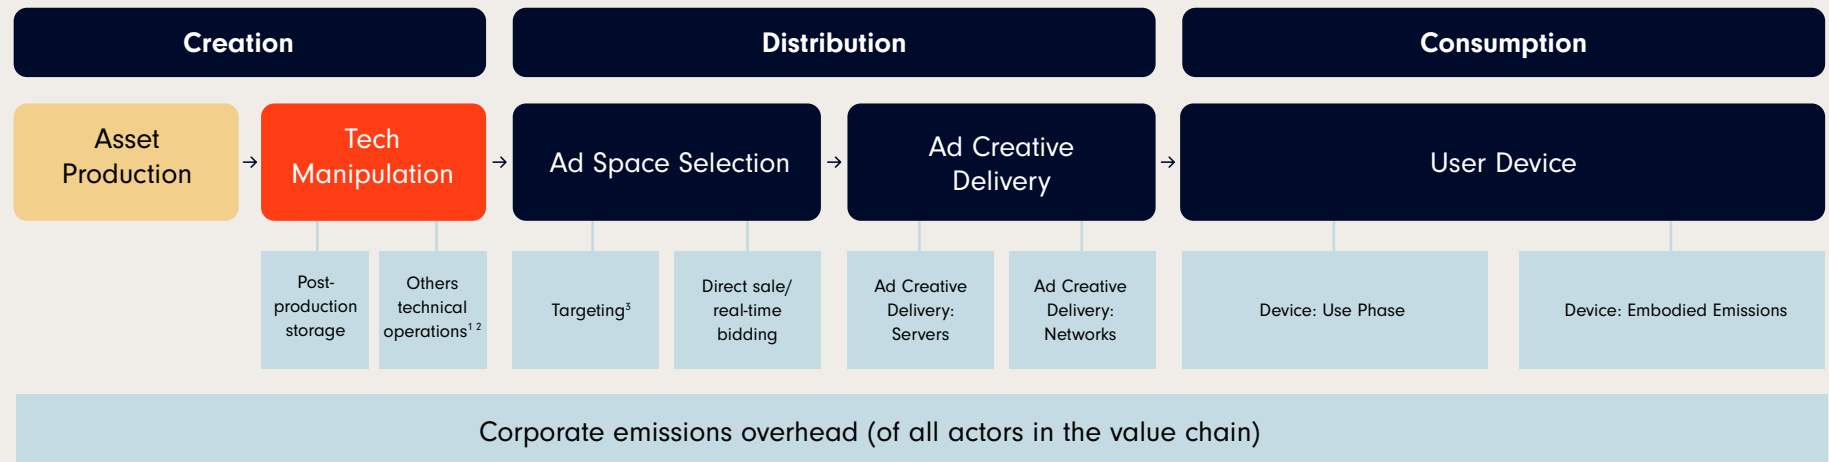 Creation
Distribution
Consumption
Asset
Production
→
Tech
Manipulation
→
Ad Space Selection
→
Ad Creative
Delivery
→
User Device
Post-
production
storage
Others
technical
operations¹ ²
Targeting³
Direct sale/
real-time
bidding
Ad Creative
Delivery:
Servers
Ad Creative
Delivery:
Networks
Device: Use Phase
Device: Embodied Emissions
Corporate emissions overhead (of all actors in the value chain)